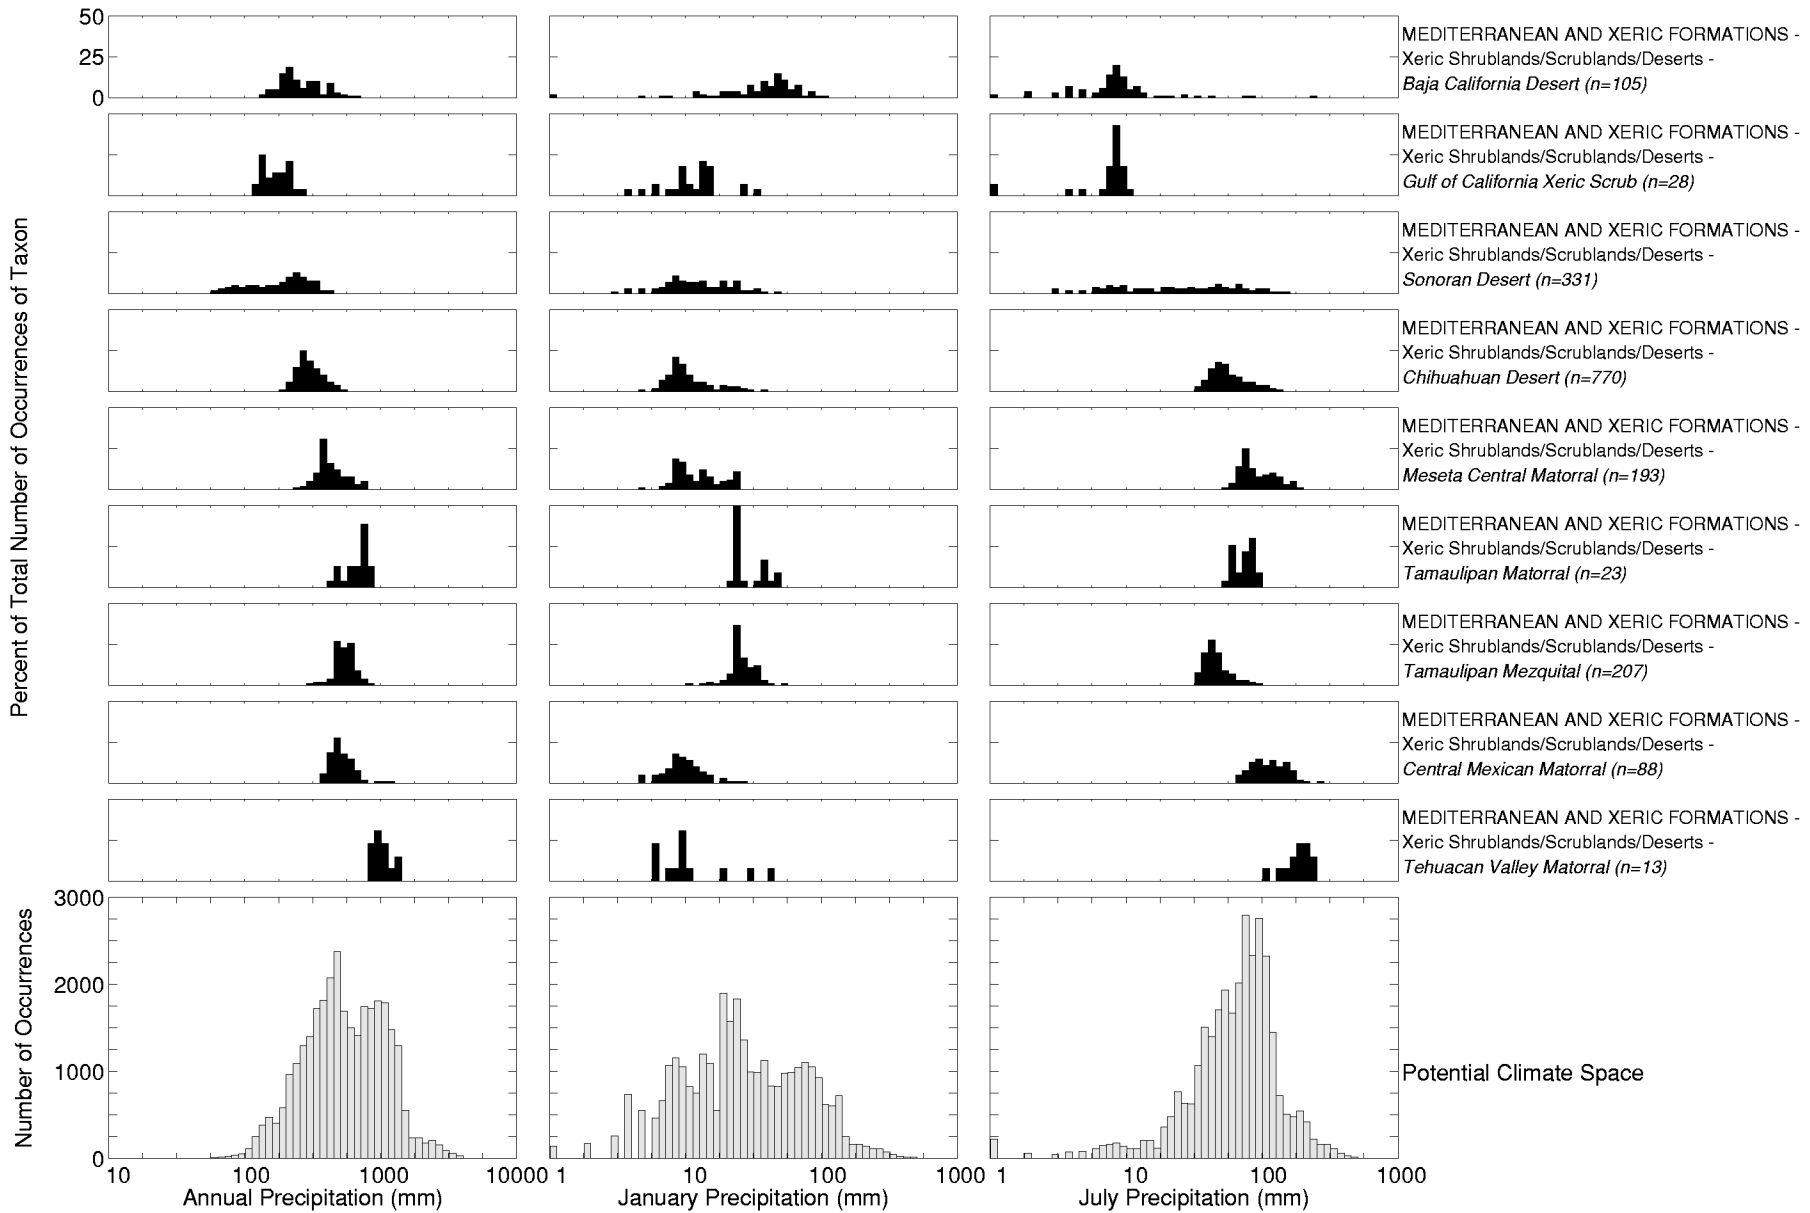 50
25
0
MEDITERRANEAN AND XERIC FORMATIONS -
Xeric Shrublands/Scrublands/Deserts -
Baja California Desert (n=105)
MEDITERRANEAN AND XERIC FORMATIONS -
Xeric Shrublands/Scrublands/Deserts -
Gulf of California Xeric Scrub (n=28)
MEDITERRANEAN AND XERIC FORMATIONS -
Xeric Shrublands/Scrublands/Deserts -
Sonoran Desert (n=331)
MEDITERRANEAN AND XERIC FORMATIONS -
Xeric Shrublands/Scrublands/Deserts -
Chihuahuan Desert (n=770)
MEDITERRANEAN AND XERIC FORMATIONS -
Xeric Shrublands/Scrublands/Deserts -
Meseta Central Matorral (n=193)
MEDITERRANEAN AND XERIC FORMATIONS -
Xeric Shrublands/Scrublands/Deserts -
Tamaulipan Matorral (n=23)
MEDITERRANEAN AND XERIC FORMATIONS -
Xeric Shrublands/Scrublands/Deserts -
Tamaulipan Mezquital (n=207)
MEDITERRANEAN AND XERIC FORMATIONS -
Xeric Shrublands/Scrublands/Deserts -
Central Mexican Matorral (n=88)
MEDITERRANEAN AND XERIC FORMATIONS -
Xeric Shrublands/Scrublands/Deserts -
Tehuacan Valley Matorral (n=13)
Percent of Total Number of Occurrences of Taxon
Number of Occurrences
3000
2000
1000
0
Potential Climate Space
10 100 1000 10000
1 10 100 1000
1 10 100 1000
Annual Precipitation (mm)
January Precipitation (mm)
July Precipitation (mm)